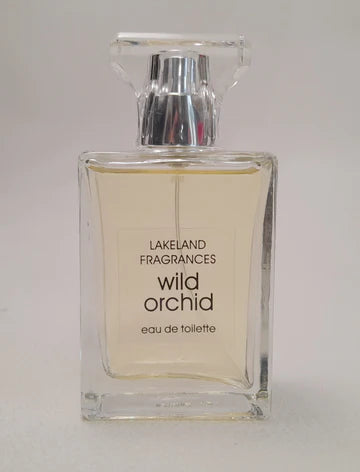 LAKELAND
FRAGRANCES
wild
orchid
eau de toilette